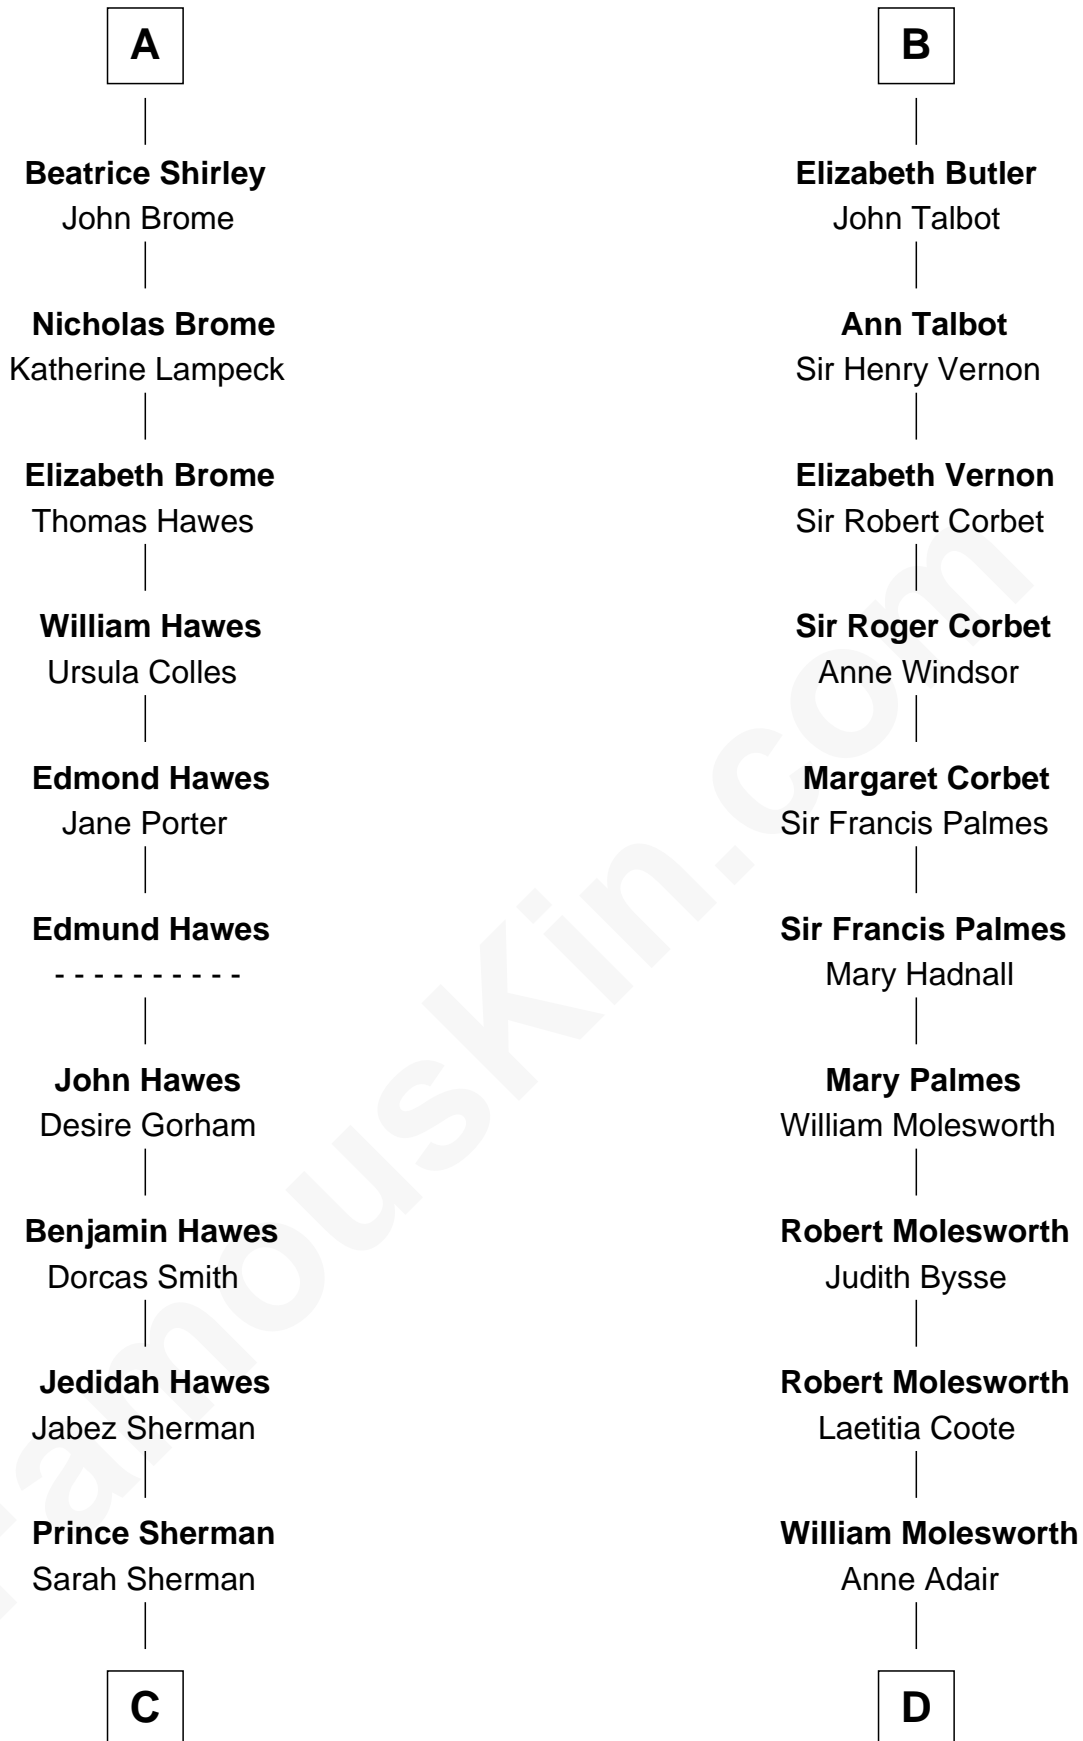 A
Beatrice Shirley
John Brome
Nicholas Brome
Katherine Lampeck
Elizabeth Brome
Thomas Hawes
William Hawes
Ursula Colles
Edmond Hawes
Jane Porter
Edmund Hawes
- - - - - - - - - -
John Hawes
Desire Gorham
Benjamin Hawes
Dorcas Smith
Jedidah Hawes
Jabez Sherman
Prince Sherman
Sarah Sherman
C
B
Elizabeth Butler
John Talbot
Ann Talbot
Sir Henry Vernon
Elizabeth Vernon
Sir Robert Corbet
Sir Roger Corbet
Anne Windsor
Margaret Corbet
Sir Francis Palmes
Sir Francis Palmes
Mary Hadnall
Mary Palmes
William Molesworth
Robert Molesworth
Judith Bysse
Robert Molesworth
Laetitia Coote
William Molesworth
Anne Adair
D
FamousKin.com